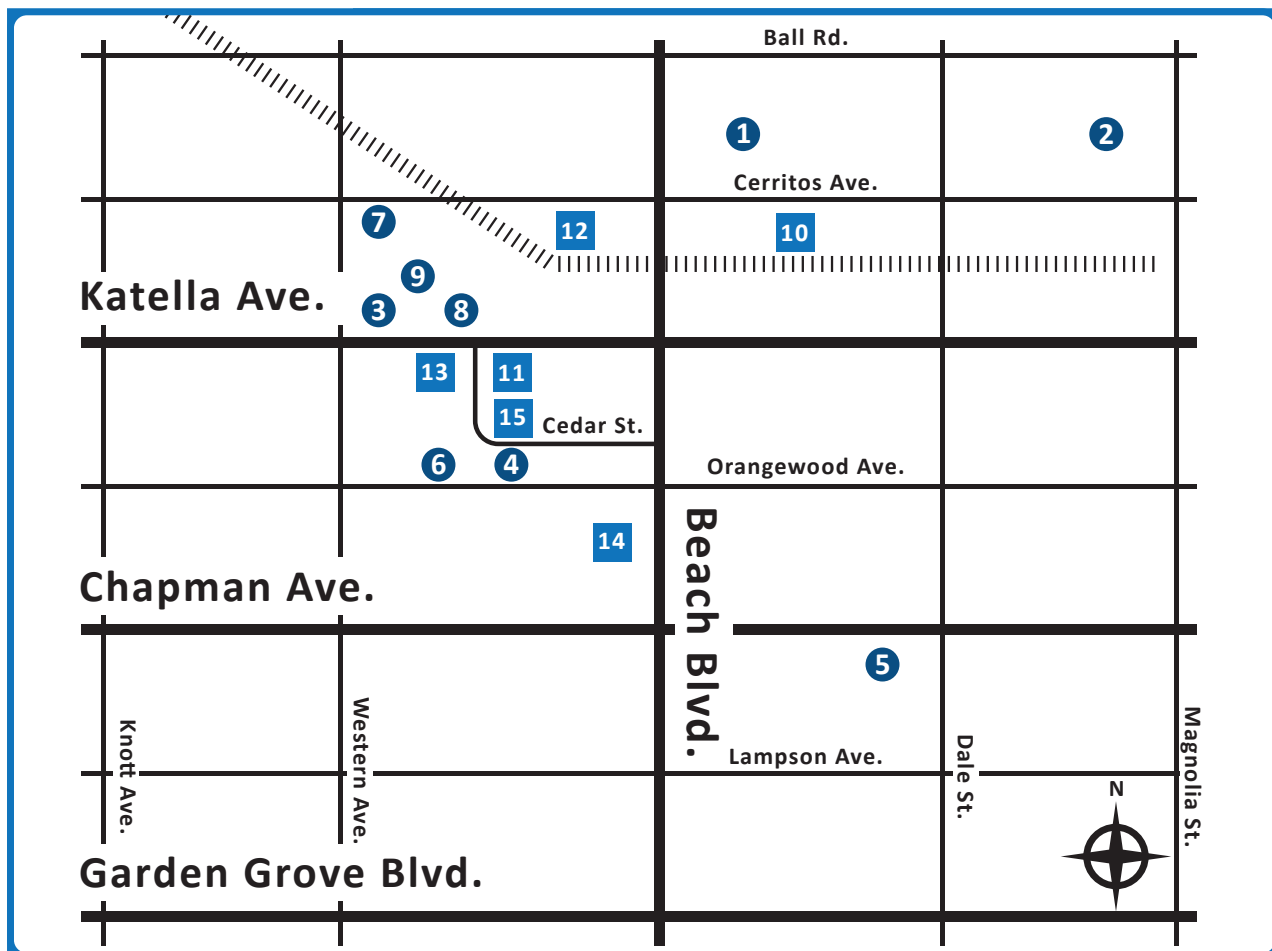 Ball Rd.
1
2
Cerritos Ave.
7
12
10
9
Katella Ave.
3
8
13
11
15
Cedar St.
6
4
Orangewood Ave.
14
Beach Blvd.
Chapman Ave.
5
Knott Ave.
Western Ave.
Lampson Ave.
Dale St.
Magnolia St.
N
Garden Grove Blvd.